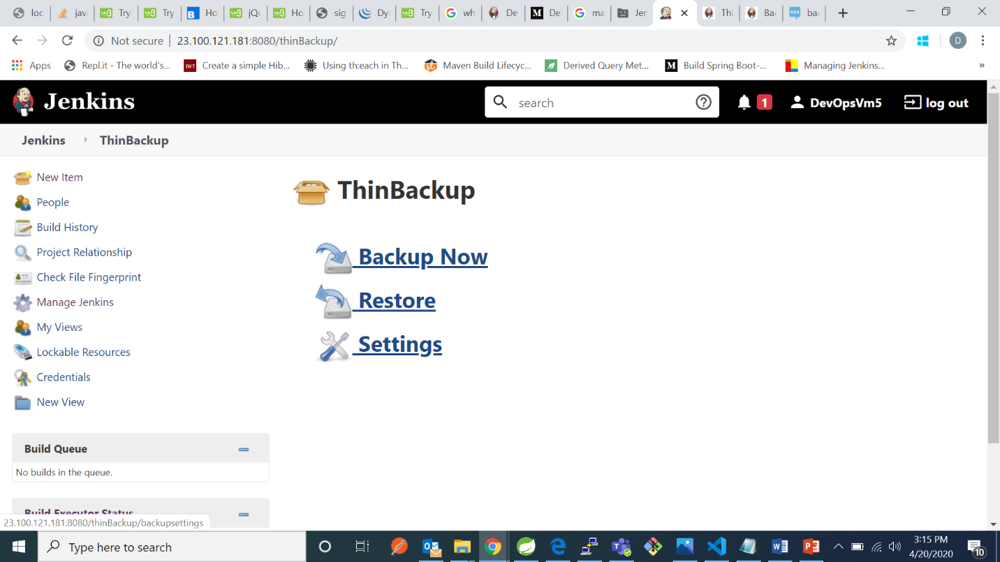 loc
java
Try
Try
Ho
jQu
Ho
sig
Dy
Try
wh
De
De
ma
Jer
Thi
Bac
bac
Not secure
23.100.121.181:8080/thinBackup/
D
Apps
Repl.it - The world's...
JWT
Create a simple Hib...
Using th:each in Th...
Maven Build Lifecyc...
Derived Query Met...
M
Build Spring Boot-...
Managing Jenkins...
»
Jenkins
search
1
DevOpsVm5
log out
Jenkins
ThinBackup
New Item
People
Build History
Project Relationship
Check File Fingerprint
Manage Jenkins
My Views
Lockable Resources
Credentials
New View
ThinBackup
Backup Now
Restore
Settings
Build Queue
No builds in the queue.
Build Executor Status
23.100.121.181:8080/thinBackup/backupsettings
Type here to search
3:15 PM
4/20/2020
10